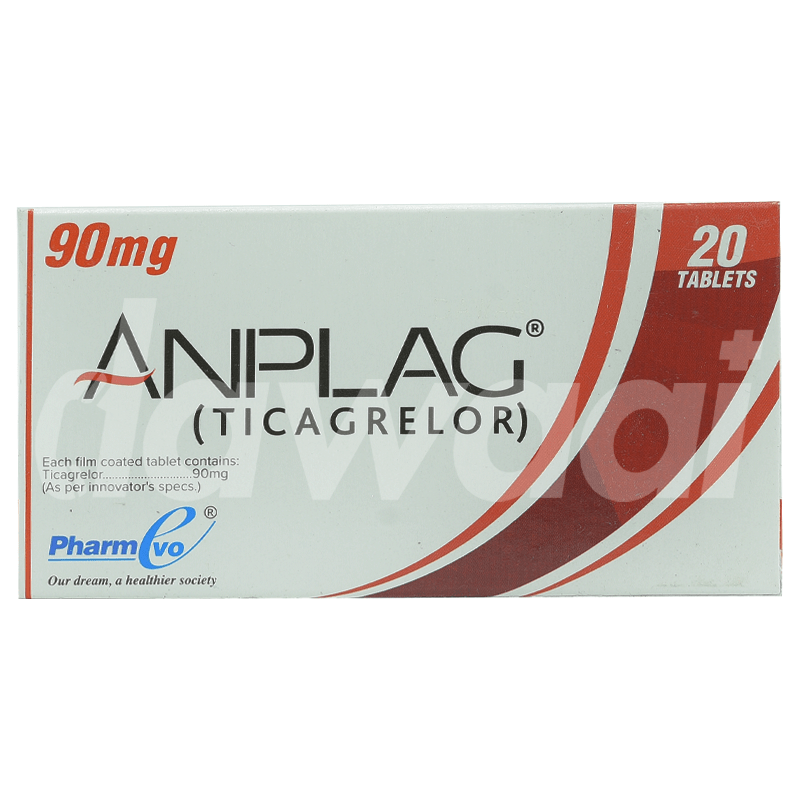 90mg
20
TABLETS
ANPLAG®
(TICAGRELOR)
dawaai
Each film coated tablet contains:
Ticagrelor............................90mg
(As per innovator's specs.)
Pharmevo®
Our dream, a healthier society